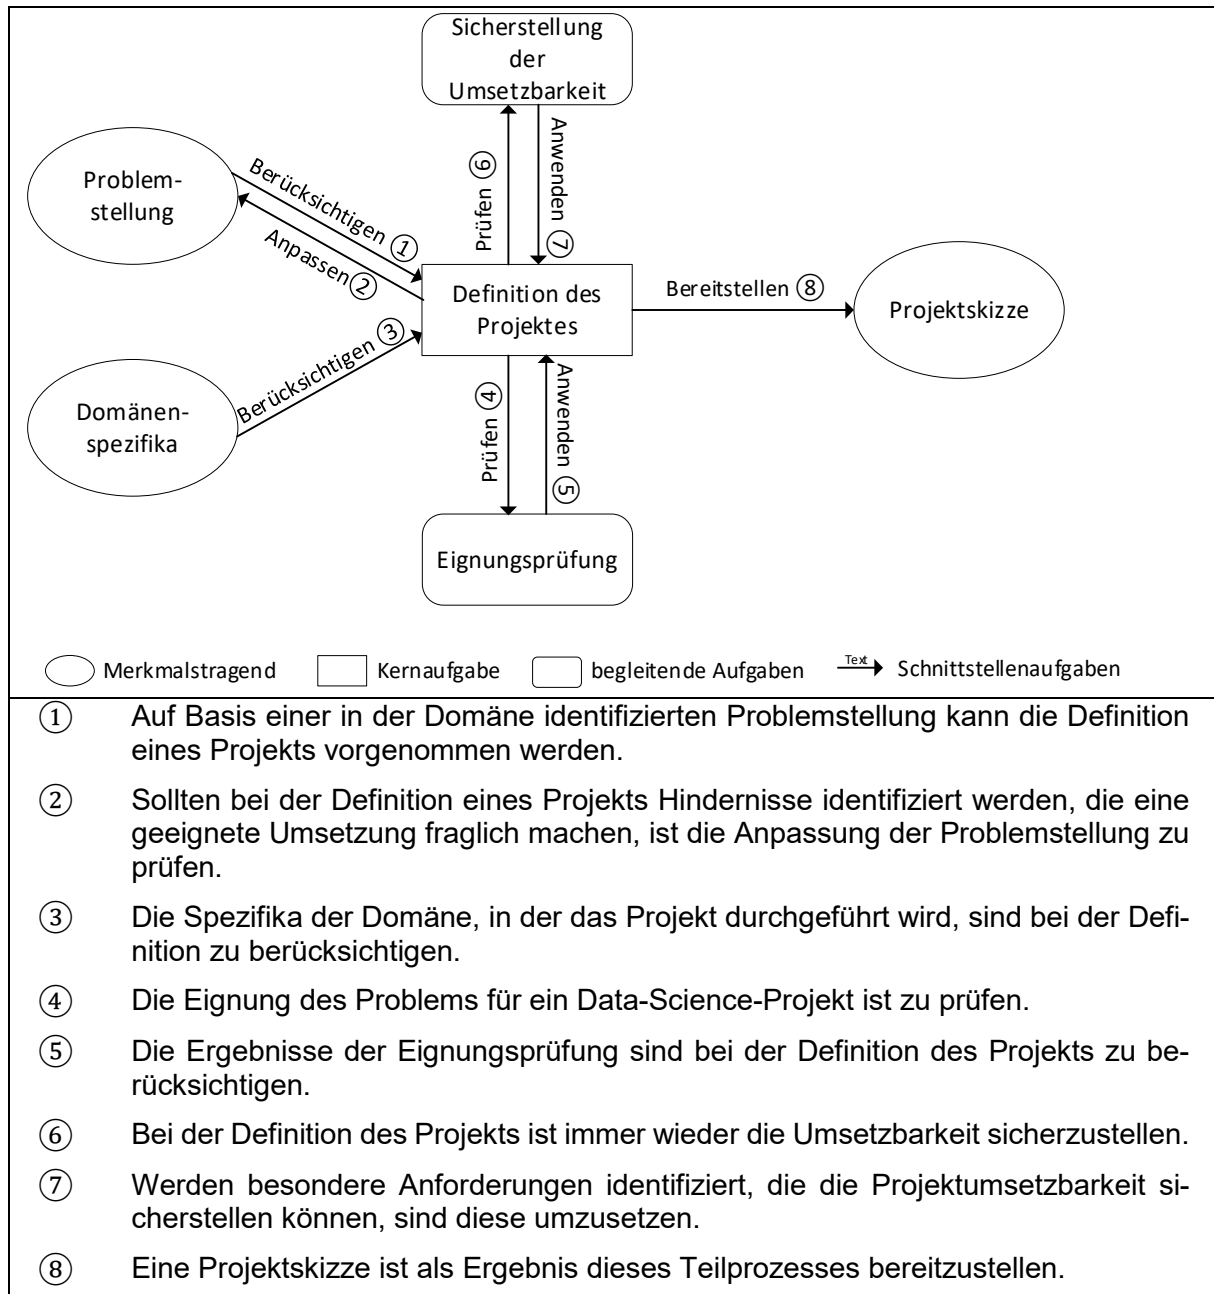 Sicherstellung
der
Umsetzbarkeit
Problem-
stellung
Berücksichtigen ①
Anpassen ②
Prüfen ⑥
Anwenden ⑦
Definition des
Projektes
Bereitstellen ⑧
Projektskizze
Domänen-
spezifika
Berücksichtigen ③
Prüfen ④
Anwenden ⑤
Eignungsprüfung
Merkmalstragend
Kernaufgabe
begleitende Aufgaben
Text
Schnittstellenaufgaben
① Auf Basis einer in der Domäne identifizierten Problemstellung kann die Definition
eines Projekts vorgenommen werden.
② Sollten bei der Definition eines Projekts Hindernisse identifiziert werden, die eine
geeignete Umsetzung fraglich machen, ist die Anpassung der Problemstellung zu
prüfen.
③ Die Spezifika der Domäne, in der das Projekt durchgeführt wird, sind bei der Defi-
nition zu berücksichtigen.
④ Die Eignung des Problems für ein Data-Science-Projekt ist zu prüfen.
⑤ Die Ergebnisse der Eignungsprüfung sind bei der Definition des Projekts zu be-
rücksichtigen.
⑥ Bei der Definition des Projekts ist immer wieder die Umsetzbarkeit sicherzustellen.
⑦ Werden besondere Anforderungen identifiziert, die die Projektumsetzbarkeit si-
cherstellen können, sind diese umzusetzen.
⑧ Eine Projektskizze ist als Ergebnis dieses Teilprozesses bereitzustellen.